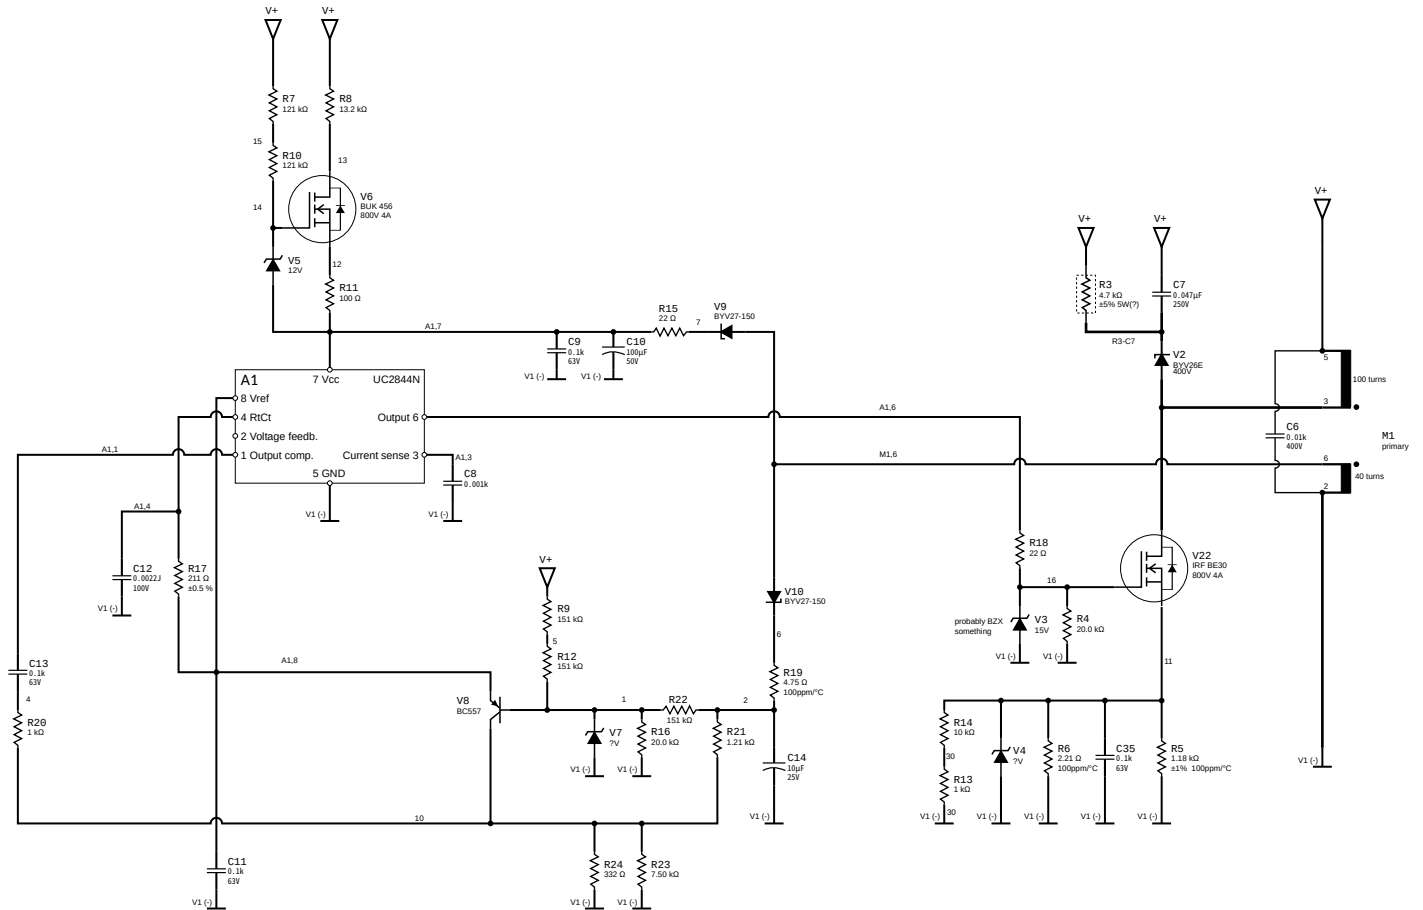 V+
V+
R7
121 kΩ
R8
13.2 kΩ
15
R10
121 kΩ
13
V6
BUK 456
800V 4A
14
V5
12V
12
R11
100 Ω
A1,7
R15
22 Ω
7
V9
BYV27-150
C9
0.1k
63V
C10
100µF
50V
V1 (-)
V1 (-)
A1
7 Vcc
UC2844N
8 Vref
4 RtCt
Output 6
2 Voltage feedb.
1 Output comp.
Current sense 3
5 GND
A1,1
A1,3
C8
0.001k
V1 (-)
V1 (-)
A1,4
C12
0.0022J
100V
R17
211 Ω
±0.5 %
V1 (-)
A1,6
M1,6
V+
V+
V+
R3
4.7 kΩ
±5% 5W(?)
C7
0.047µF
250V
R3-C7
V2
BYV26E
400V
5
100 turns
3
C6
0.01k
400V
M1
primary
6
40 turns
2
V1 (-)
R18
22 Ω
16
V22
IRF BE30
800V 4A
probably BZX
something
V3
15V
R4
20.0 kΩ
V1 (-)
V1 (-)
11
V+
R9
151 kΩ
5
R12
151 kΩ
V10
BYV27-150
6
R19
4.75 Ω
100ppm/°C
C13
0.1k
63V
4
R20
1 kΩ
A1,8
V8
BC557
1
R22
151 kΩ
2
V7
?V
R16
20.0 kΩ
R21
1.21 kΩ
C14
10µF
25V
V1 (-)
V1 (-)
V1 (-)
10
R14
10 kΩ
30
R13
1 kΩ
30
V4
?V
R6
2.21 Ω
100ppm/°C
C35
0.1k
63V
R5
1.18 kΩ
±1% 100ppm/°C
V1 (-)
V1 (-)
V1 (-)
V1 (-)
V1 (-)
C11
0.1k
63V
R24
332 Ω
R23
7.50 kΩ
V1 (-)
V1 (-)
V1 (-)